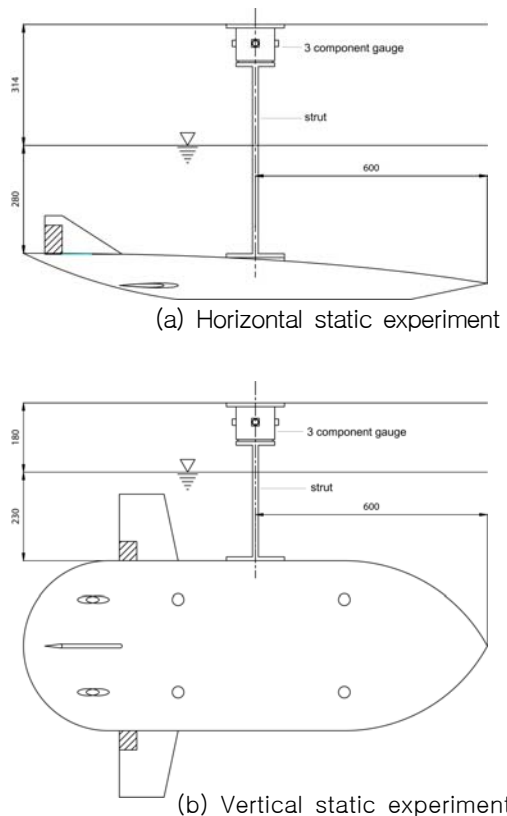 3 component gauge
314
strut
600
280
(a) Horizontal static experiment
3 component gauge
180
strut
230
600
(b) Vertical static experiment